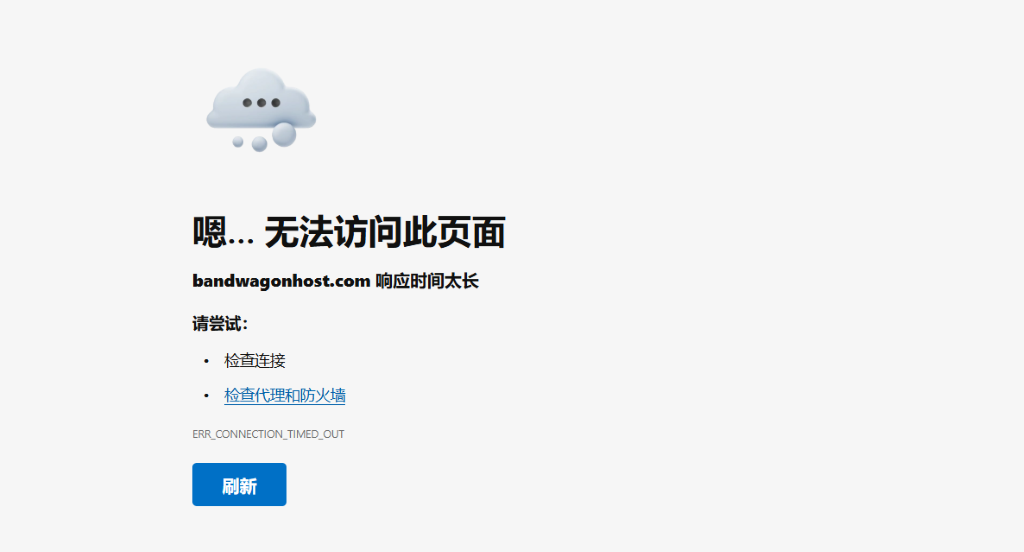 嗯… 无法访问此页面
bandwagonhost.com 响应时间太长
请尝试:
• 检查连接
• 检查代理和防火墙
ERR_CONNECTION_TIMED_OUT
刷新